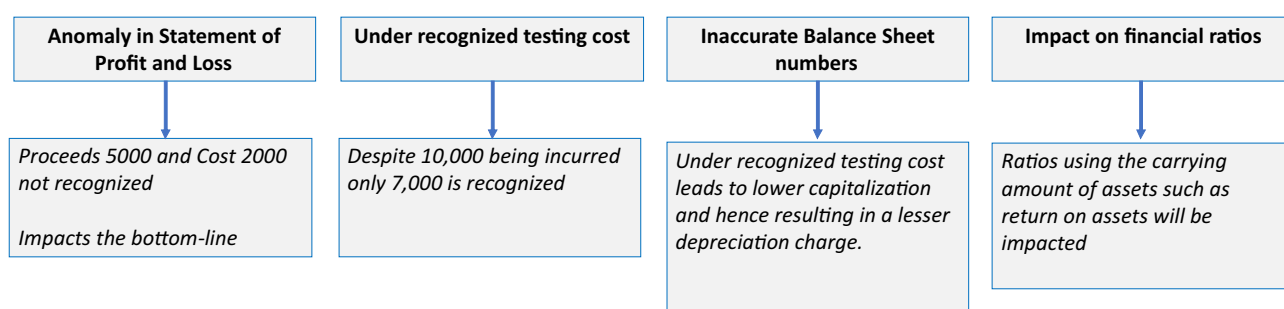 Anomaly in Statement of
Profit and Loss
Proceeds 5000 and Cost 2000
not recognized
Impacts the bottom-line
Under recognized testing cost
Despite 10,000 being incurred
only 7,000 is recognized
Inaccurate Balance Sheet
numbers
Under recognized testing cost
leads to lower capitalization
and hence resulting in a lesser
depreciation charge.
Impact on financial ratios
Ratios using the carrying
amount of assets such as
return on assets will be
impacted